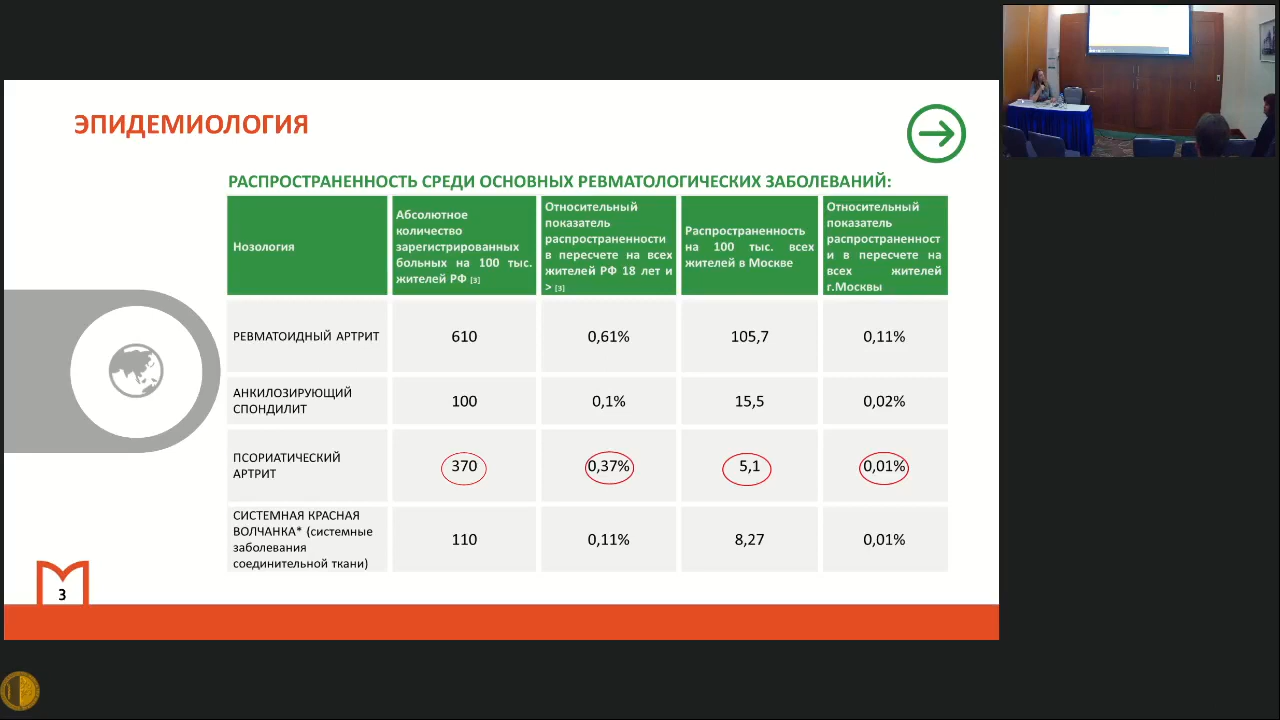 ЭПИДЕМИОЛОГИЯ
РАСПРОСТРАНЕННОСТЬ СРЕДИ ОСНОВНЫХ РЕВМАТОЛОГИЧЕСКИХ ЗАБОЛЕВАНИЙ:
Нозология
Абсолютное
количество
зарегистрированных
больных на 100 тыс.
жителей РФ [3]
Относительный
показатель
распространенности
в пересчете на всех
жителей РФ 18 лет и
> [3]
Распространенность
на 100 тыс. всех
жителей в Москве
Относительный
показатель
распространенност
и в пересчете на
всех жителей
г.Москвы
РЕВМАТОИДНЫЙ АРТРИТ
610
0,61%
105,7
0,11%
АНКИЛОЗИРУЮЩИЙ
СПОНДИЛИТ
100
0,1%
15,5
0,02%
ПСОРИАТИЧЕСКИЙ
АРТРИТ
370
0,37%
5,1
0,01%
СИСТЕМНАЯ КРАСНАЯ
ВОЛЧАНКА* (системные
заболевания
соединительной ткани)
110
0,11%
8,27
0,01%
3